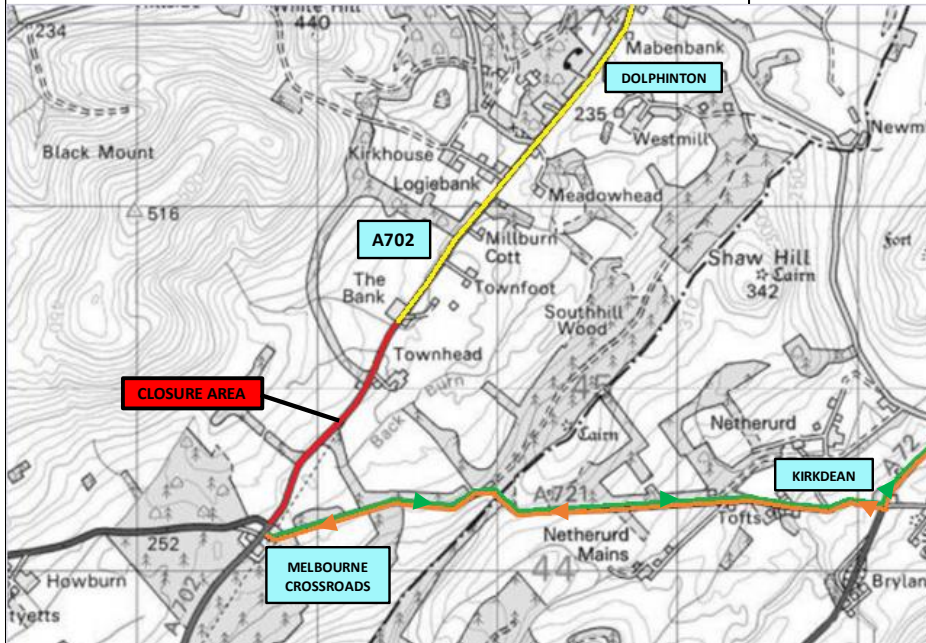 White Hill
440
234
Mabenbank
DOLPHINTON
235
Westmill
Newm
Black Mount
Kirkhouse
Logiebank
Meadowhead
516
A702
Millburn
Cott
Fort
Shaw Hill
Cairn
342
The
Bank
Townfoot
Southhill
Wood
Townhead
CLOSURE AREA
Back Burn
45
Cairn
Netherurd
KIRKDEAN
A72
A721
Tofts
252
Netherurd
Mains
44
MELBOURNE
CROSSROADS
Howburn
Brylan
tyetts
A702